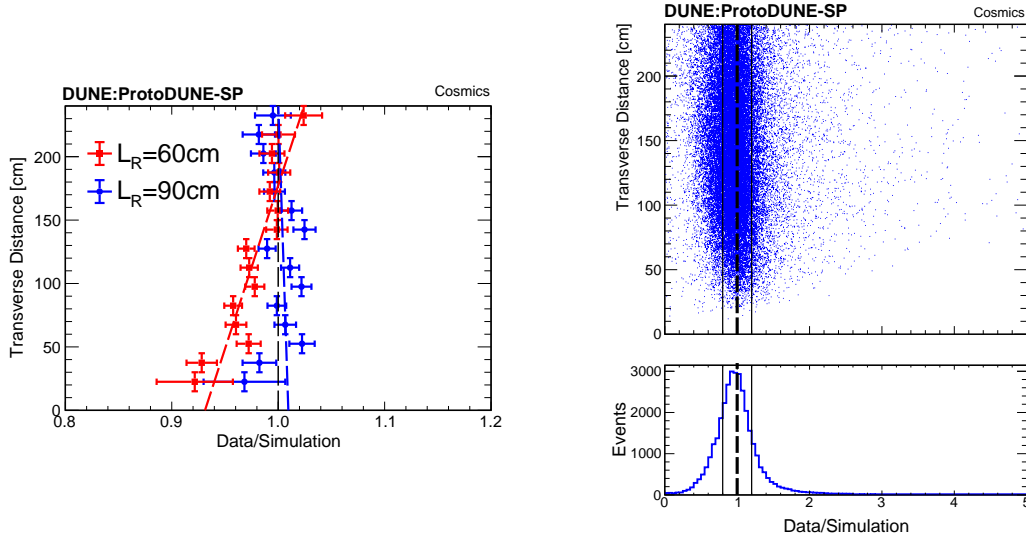 DUNE:ProtoDUNE-SP Cosmics
Transverse Distance [cm]
200
150
100
50
0
L_R=60cm
L_R=90cm
0.8 0.9 1.0 1.1 1.2
Data/Simulation
DUNE:ProtoDUNE-SP Cosmics
Transverse Distance [cm]
200
150
100
50
0
Events
3000
2000
1000
0
0 1 2 3 4 5
Data/Simulation